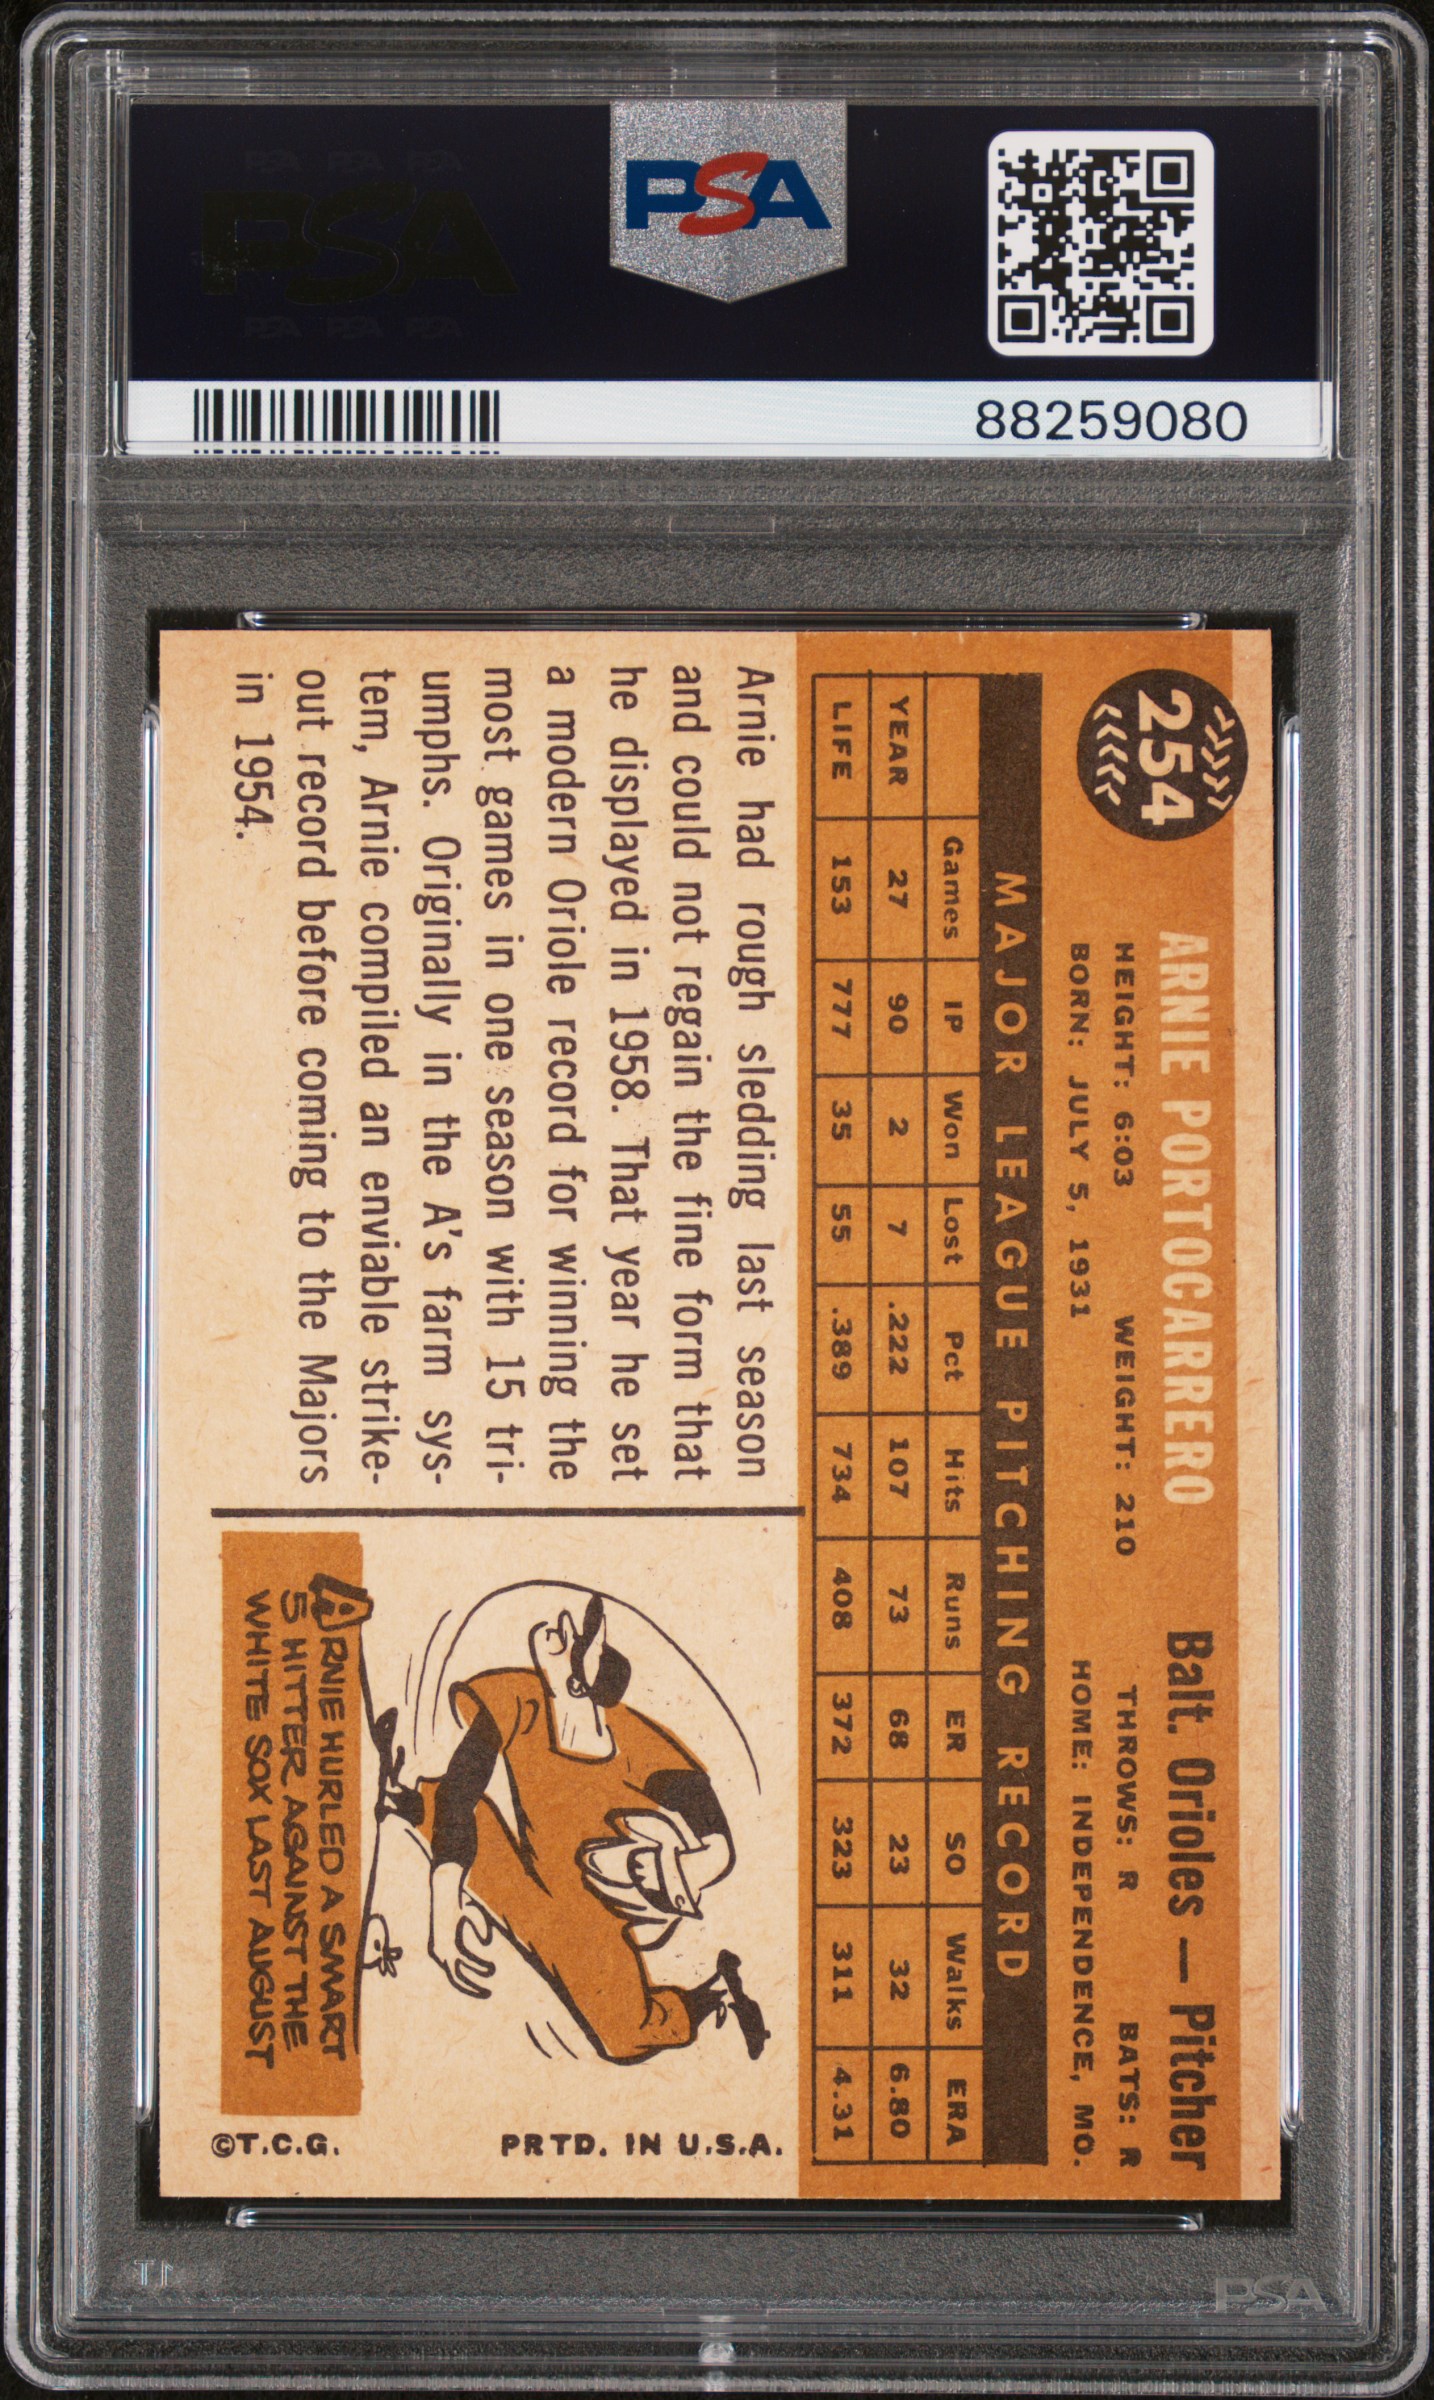 PSA
PSA PSA PSA
PSA
PSA PSA PSA
88259080
254
ARNIE PORTOCARRERO Balt. Orioles — Pitcher
HEIGHT: 6:03 WEIGHT: 210 THROWS: R BATS: R
BORN: JULY 5, 1931 HOME: INDEPENDENCE, MO.
MAJOR LEAGUE PITCHING RECORD
Games IP Won Lost Pct Hits Runs ER SO Walks ERA
YEAR 27 90 2 7 .222 107 73 68 23 32 6.80
LIFE 153 777 35 55 .389 734 408 372 323 311 4.31
Arnie had rough sledding last season
and could not regain the fine form that
he displayed in 1958. That year he set
a modern Oriole record for winning the
most games in one season with 15 tri-
umphs. Originally in the A's farm sys-
tem, Arnie compiled an enviable strike-
out record before coming to the Majors
in 1954.
ARNIE HURLED A SMART
5 HITTER AGAINST THE
WHITE SOX LAST AUGUST
PRTD. IN U.S.A.
©T.C.G.
PSA